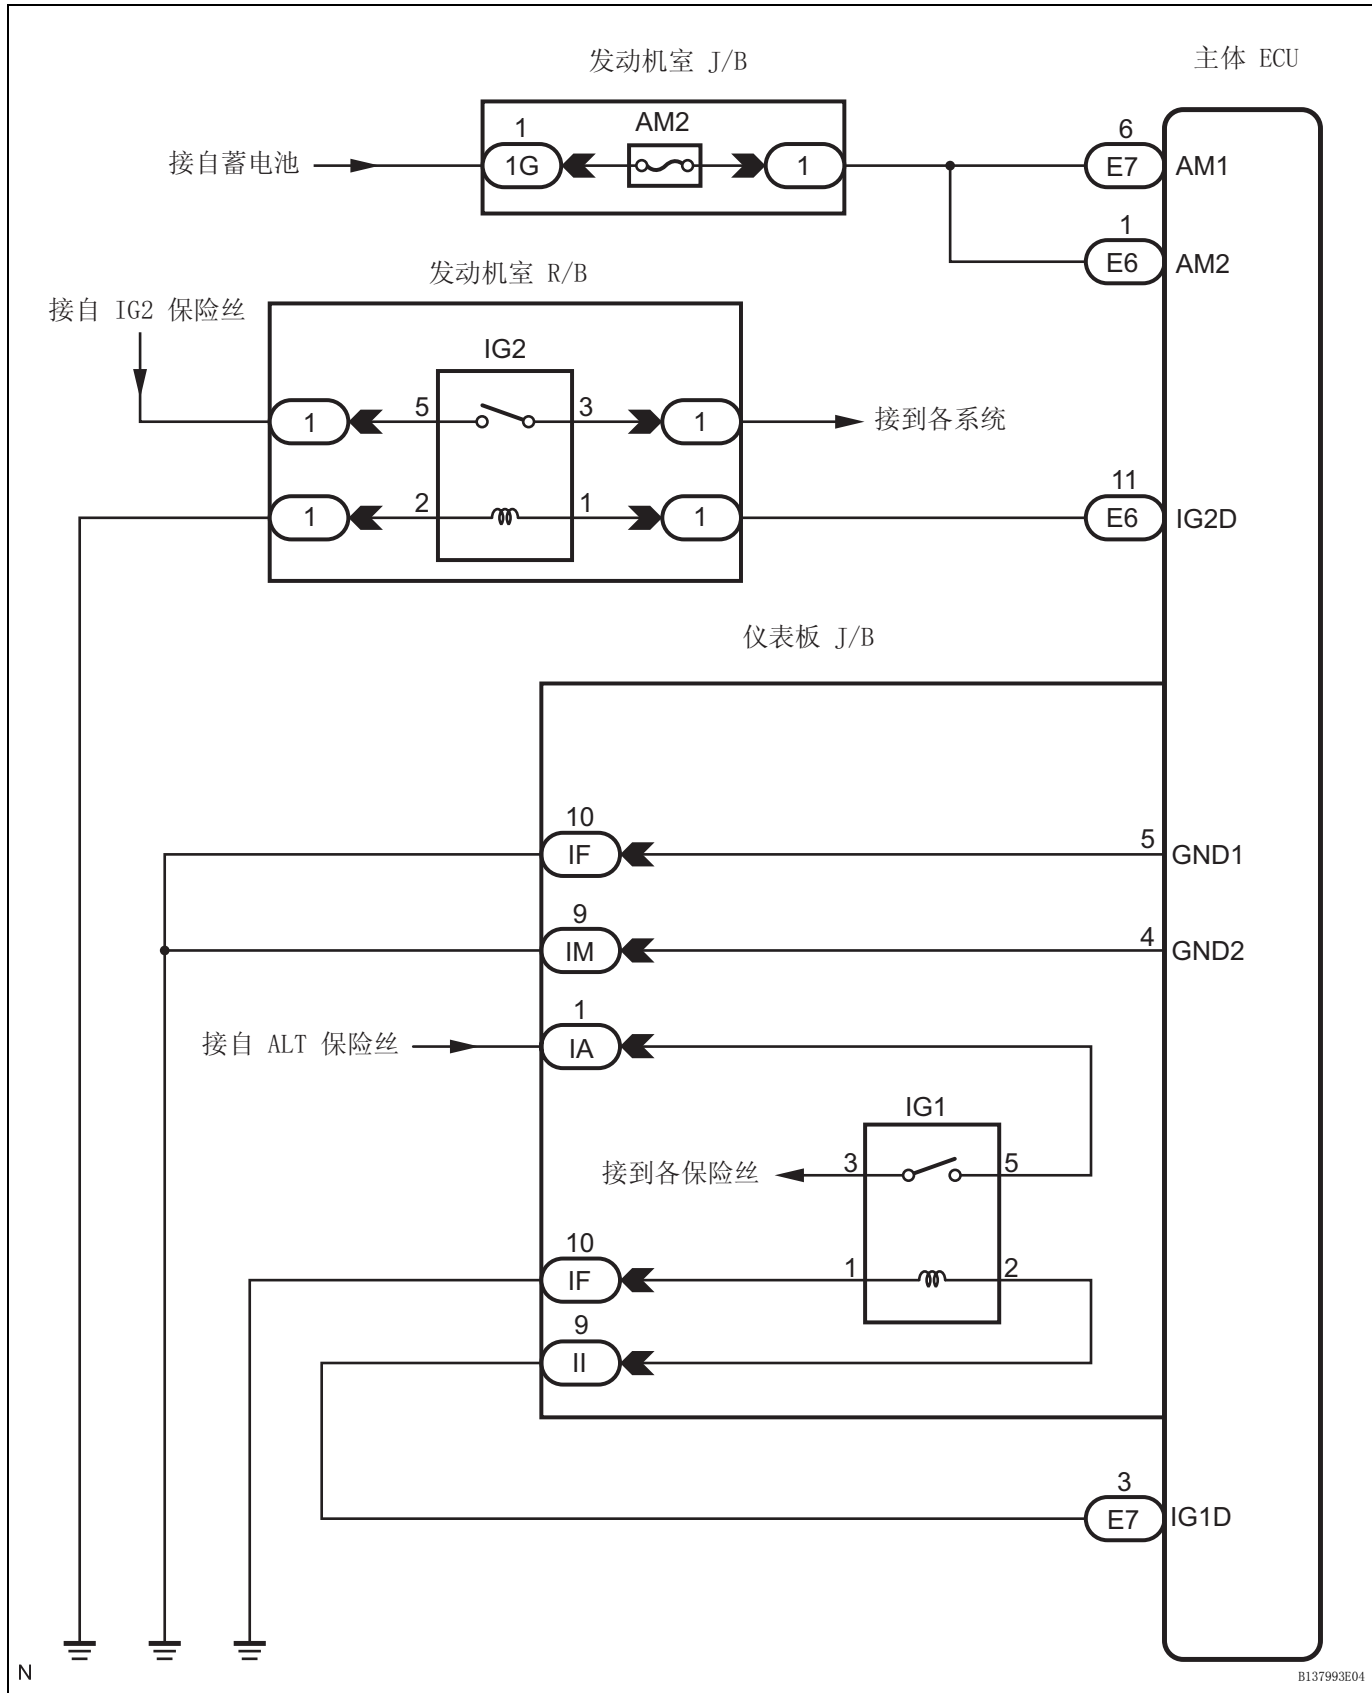 发动机室 J/B
主体 ECU
1
AM2
6
接自蓄电池
1G
1
E7
AM1
1
E6
AM2
发动机室 R/B
接自 IG2 保险丝
IG2
1
5
3
1
接到各系统
1
2
1
1
11
E6
IG2D
仪表板 J/B
10
IF
5
GND1
9
IM
4
GND2
1
接自 ALT 保险丝
IA
IG1
接到各保险丝
3
5
10
IF
1
2
9
II
3
E7
IG1D
N
B137993E04